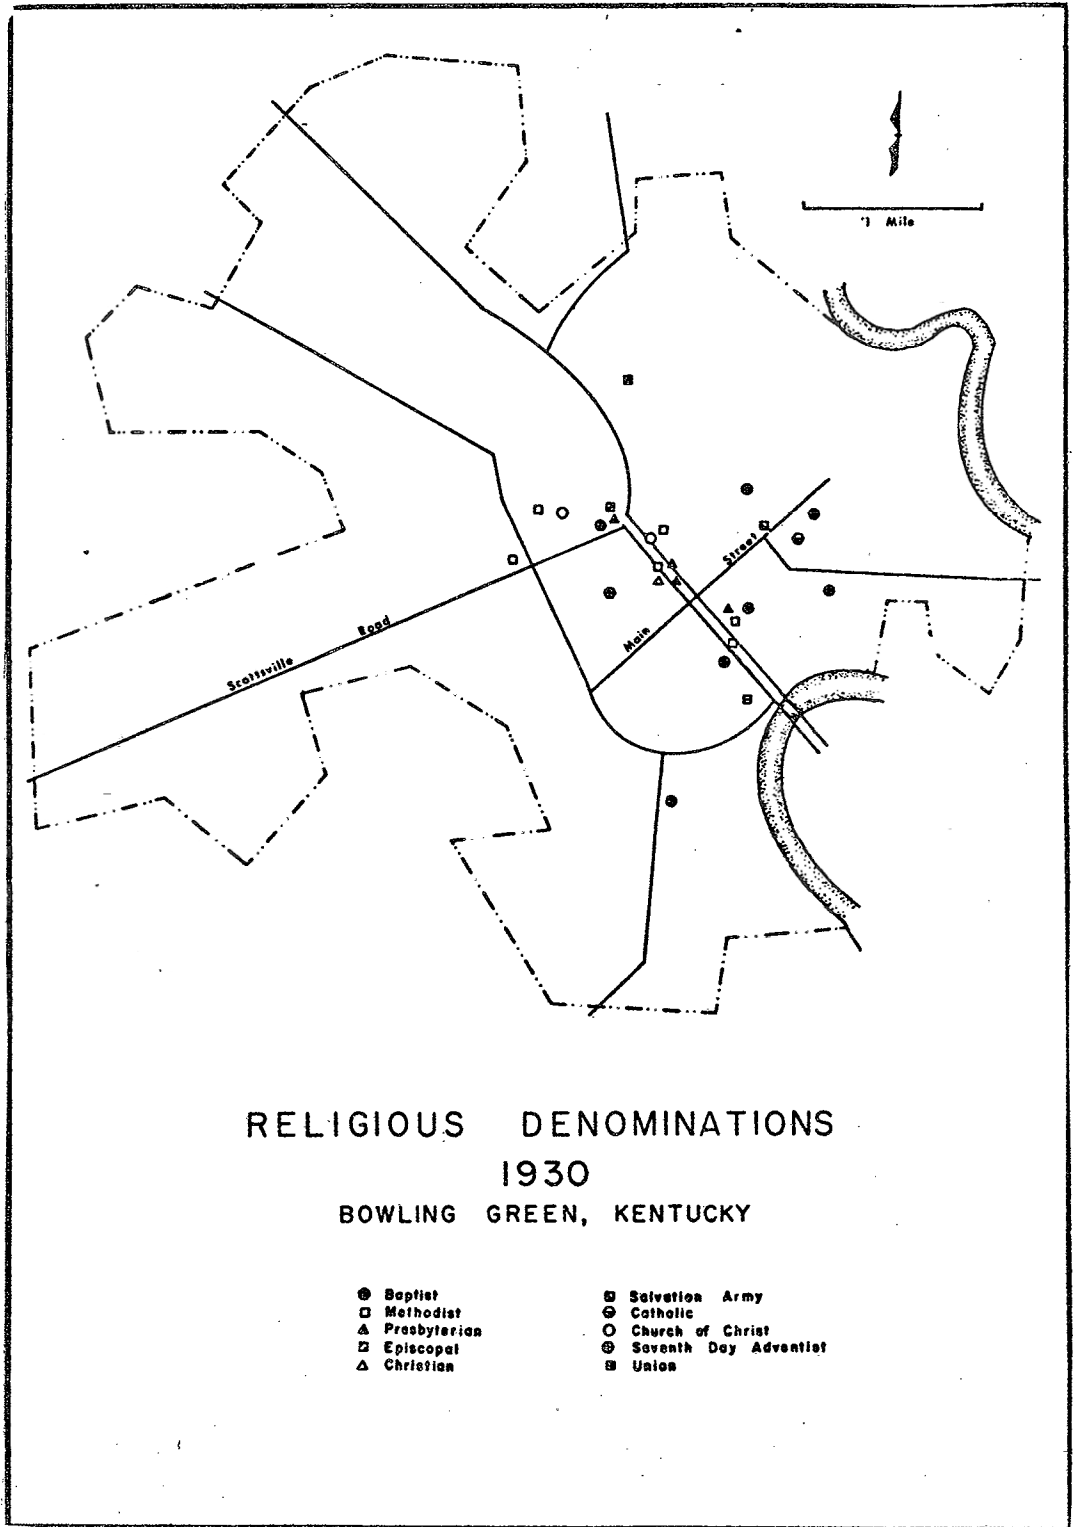 1 Mile
Street
Main
Scottsville Road
RELIGIOUS DENOMINATIONS
1930
BOWLING GREEN, KENTUCKY
Baptist
Methodist
Presbyterian
Episcopal
Christian
Salvation Army
Catholic
Church of Christ
Seventh Day Adventist
Union